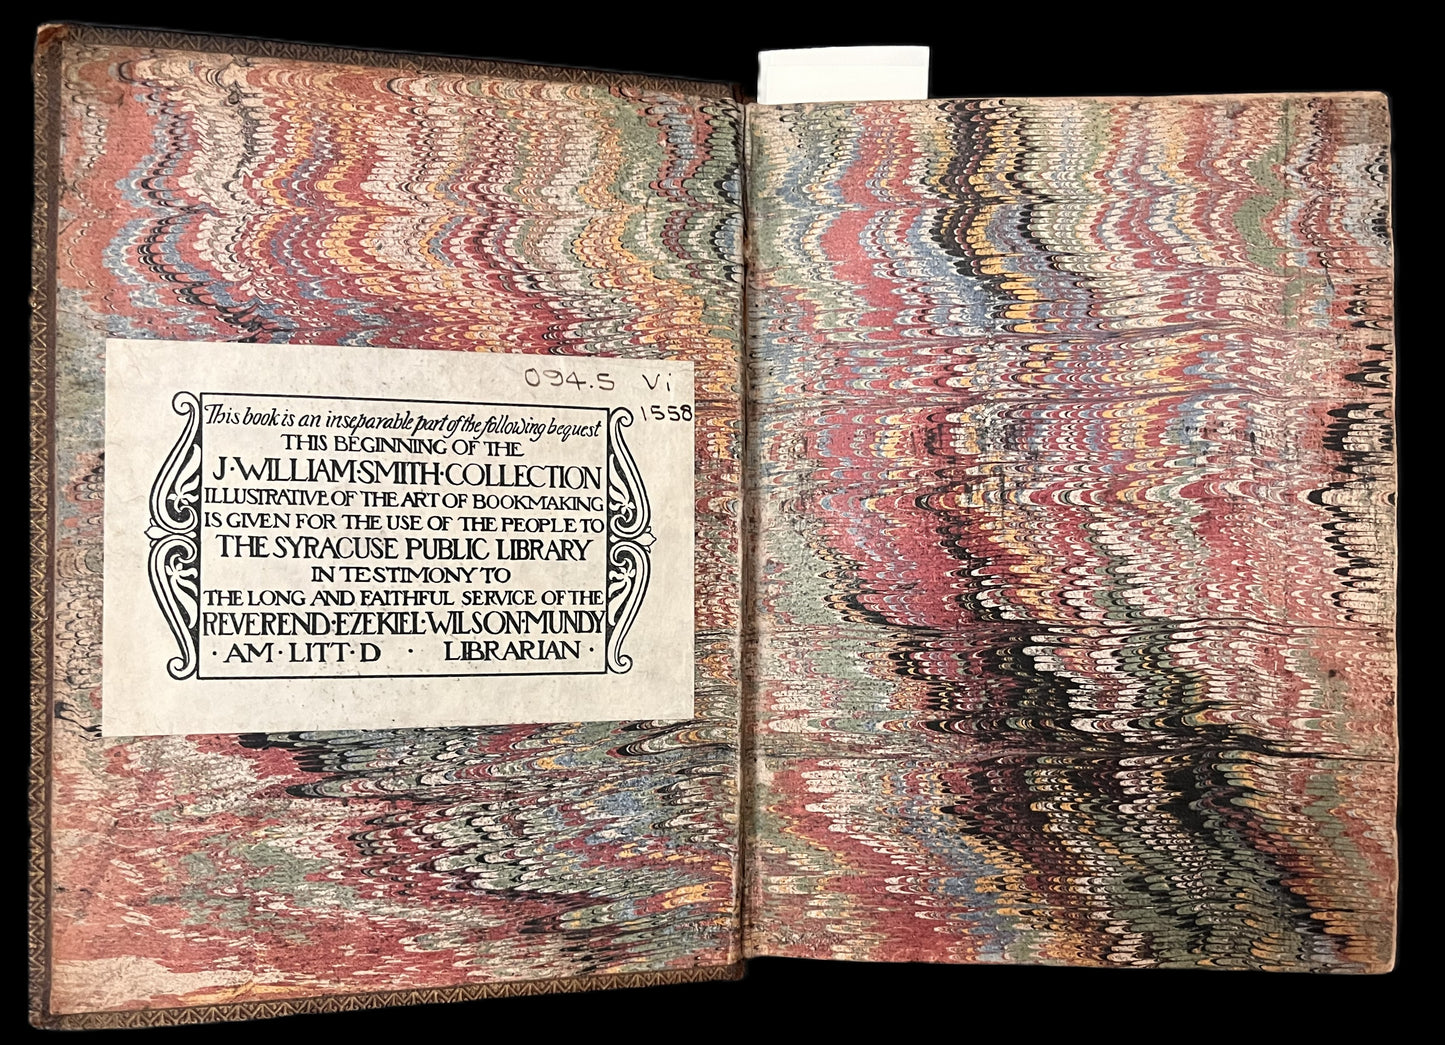 094.5 Vi
1558
This book is an inseparable part of the following bequest
THIS BEGINNING OF THE
J·WILLIAM·SMITH·COLLECTION
ILLUSTRATIVE OF THE ART OF BOOKMAKING
IS GIVEN FOR THE USE OF THE PEOPLE TO
THE SYRACUSE PUBLIC LIBRARY
IN TESTIMONY TO
THE LONG AND FAITHFUL SERVICE OF THE
REVEREND·EZEKIEL·WILSON·MUNDY
·AM·LITT·D · LIBRARIAN·